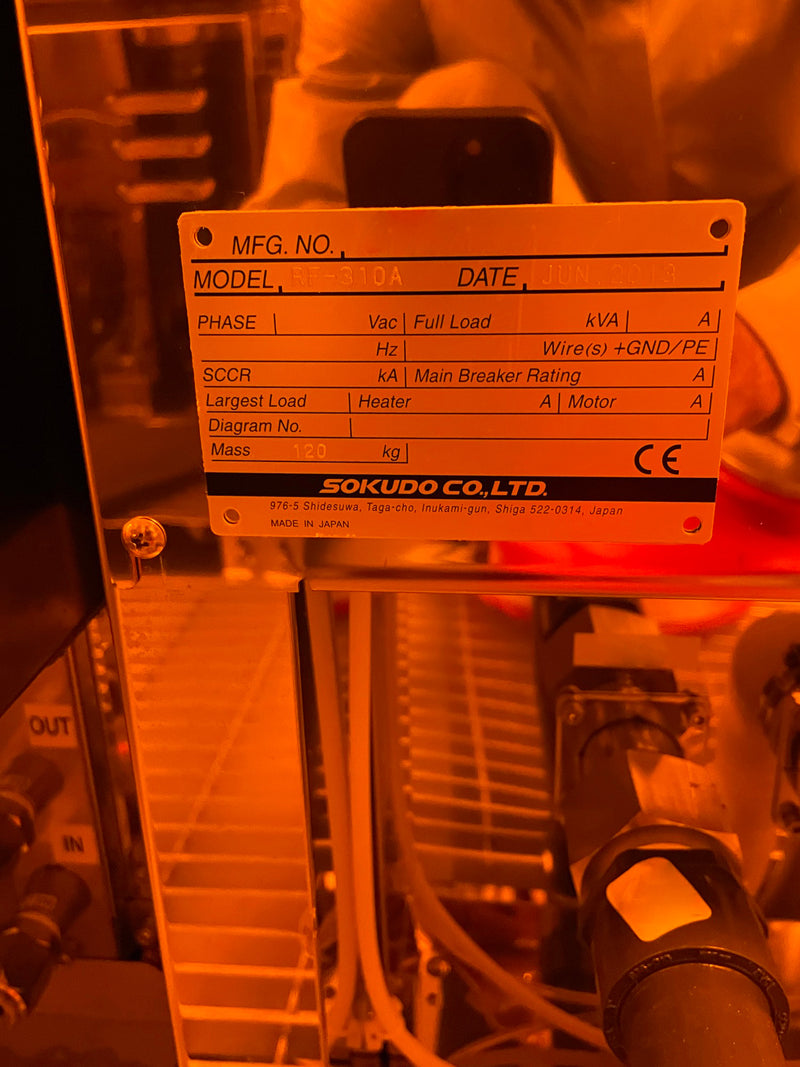 MFG. NO.
MODEL RF-310A DATE JUN. 2013
PHASE Vac Full Load kVA A
Hz Wire(s) +GND/PE
SCCR kA Main Breaker Rating A
Largest Load Heater A Motor A
Diagram No.
Mass 120 kg CE
SOKUDO CO.,LTD.
976-5 Shidesuwa, Taga-cho, Inukami-gun, Shiga 522-0314, Japan
MADE IN JAPAN
OUT
IN